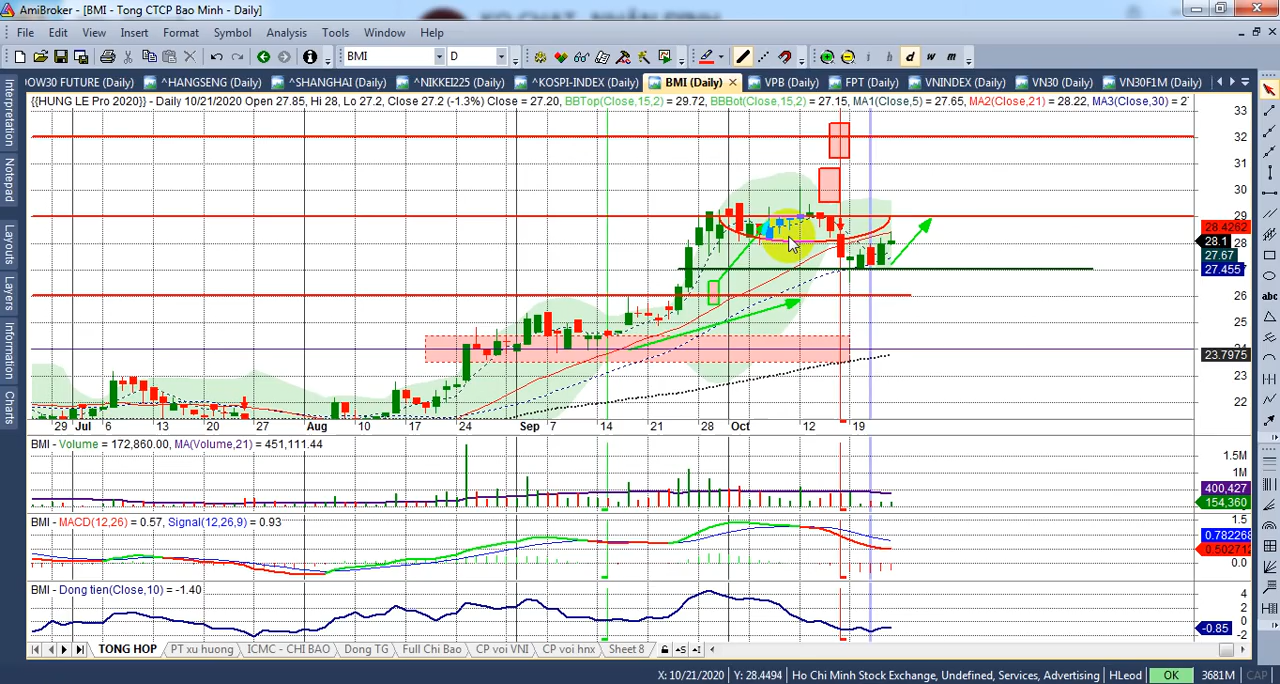 AmiBroker - [BMI - Tong CTCP Bao Minh - Daily]
File Edit View Insert Format Symbol Analysis Tools Window Help
BMI D d w m
^HANGSENG (Daily) ^SHANGHAI (Daily) ^NIKKEI225 (Daily) ^KOSPI-INDEX (Daily) BMI (Daily) VPB (Daily) FPT (Daily) VNINDEX (Daily) VN30 (Daily) VN30F1M (Daily)
Interpretation
Notepad
Layouts
Layers
Information
Charts
{{HUNG LE Pro 2020}} - Daily 10/21/2020 Open 27.85, Hi 28, Lo 27.2, Close 27.2 (-1.3%) Close = 27.20, BBTop(Close,15,2) = 29.72, BBBot(Close,15,2) = 27.15, MA1(Close,5) = 27.65, MA2(Close,21) = 28.22, MA3(Close,30) = 2
33
32
31
30
29
28.4262
28.1
28
27.67
27.455
26
25
24
23.7975
23
22
29 Jul 6 13 20 27 Aug 10 17 24 Sep 7 14 21 28 Oct 12 19
BMI - Volume = 172,860.00, MA(Volume,21) = 451,111.44
1.5M
1M
400,427
154,360
BMI - MACD(12,26) = 0.57, Signal(12,26,9) = 0.93
1.5
0.782268
0.502712
0.0
BMI - Dong tien(Close,10) = -1.40
4
2
0
-0.85
-2
TONG HOP PT xu huong ICMC - CHI BAO Dong TG Full Chi Bao CP voi VNI CP voi hnx Sheet 8
X: 10/21/2020 Y: 28.4494 Ho Chi Minh Stock Exchange, Undefined, Services, Advertising HLeod OK 3681M CAP
abc